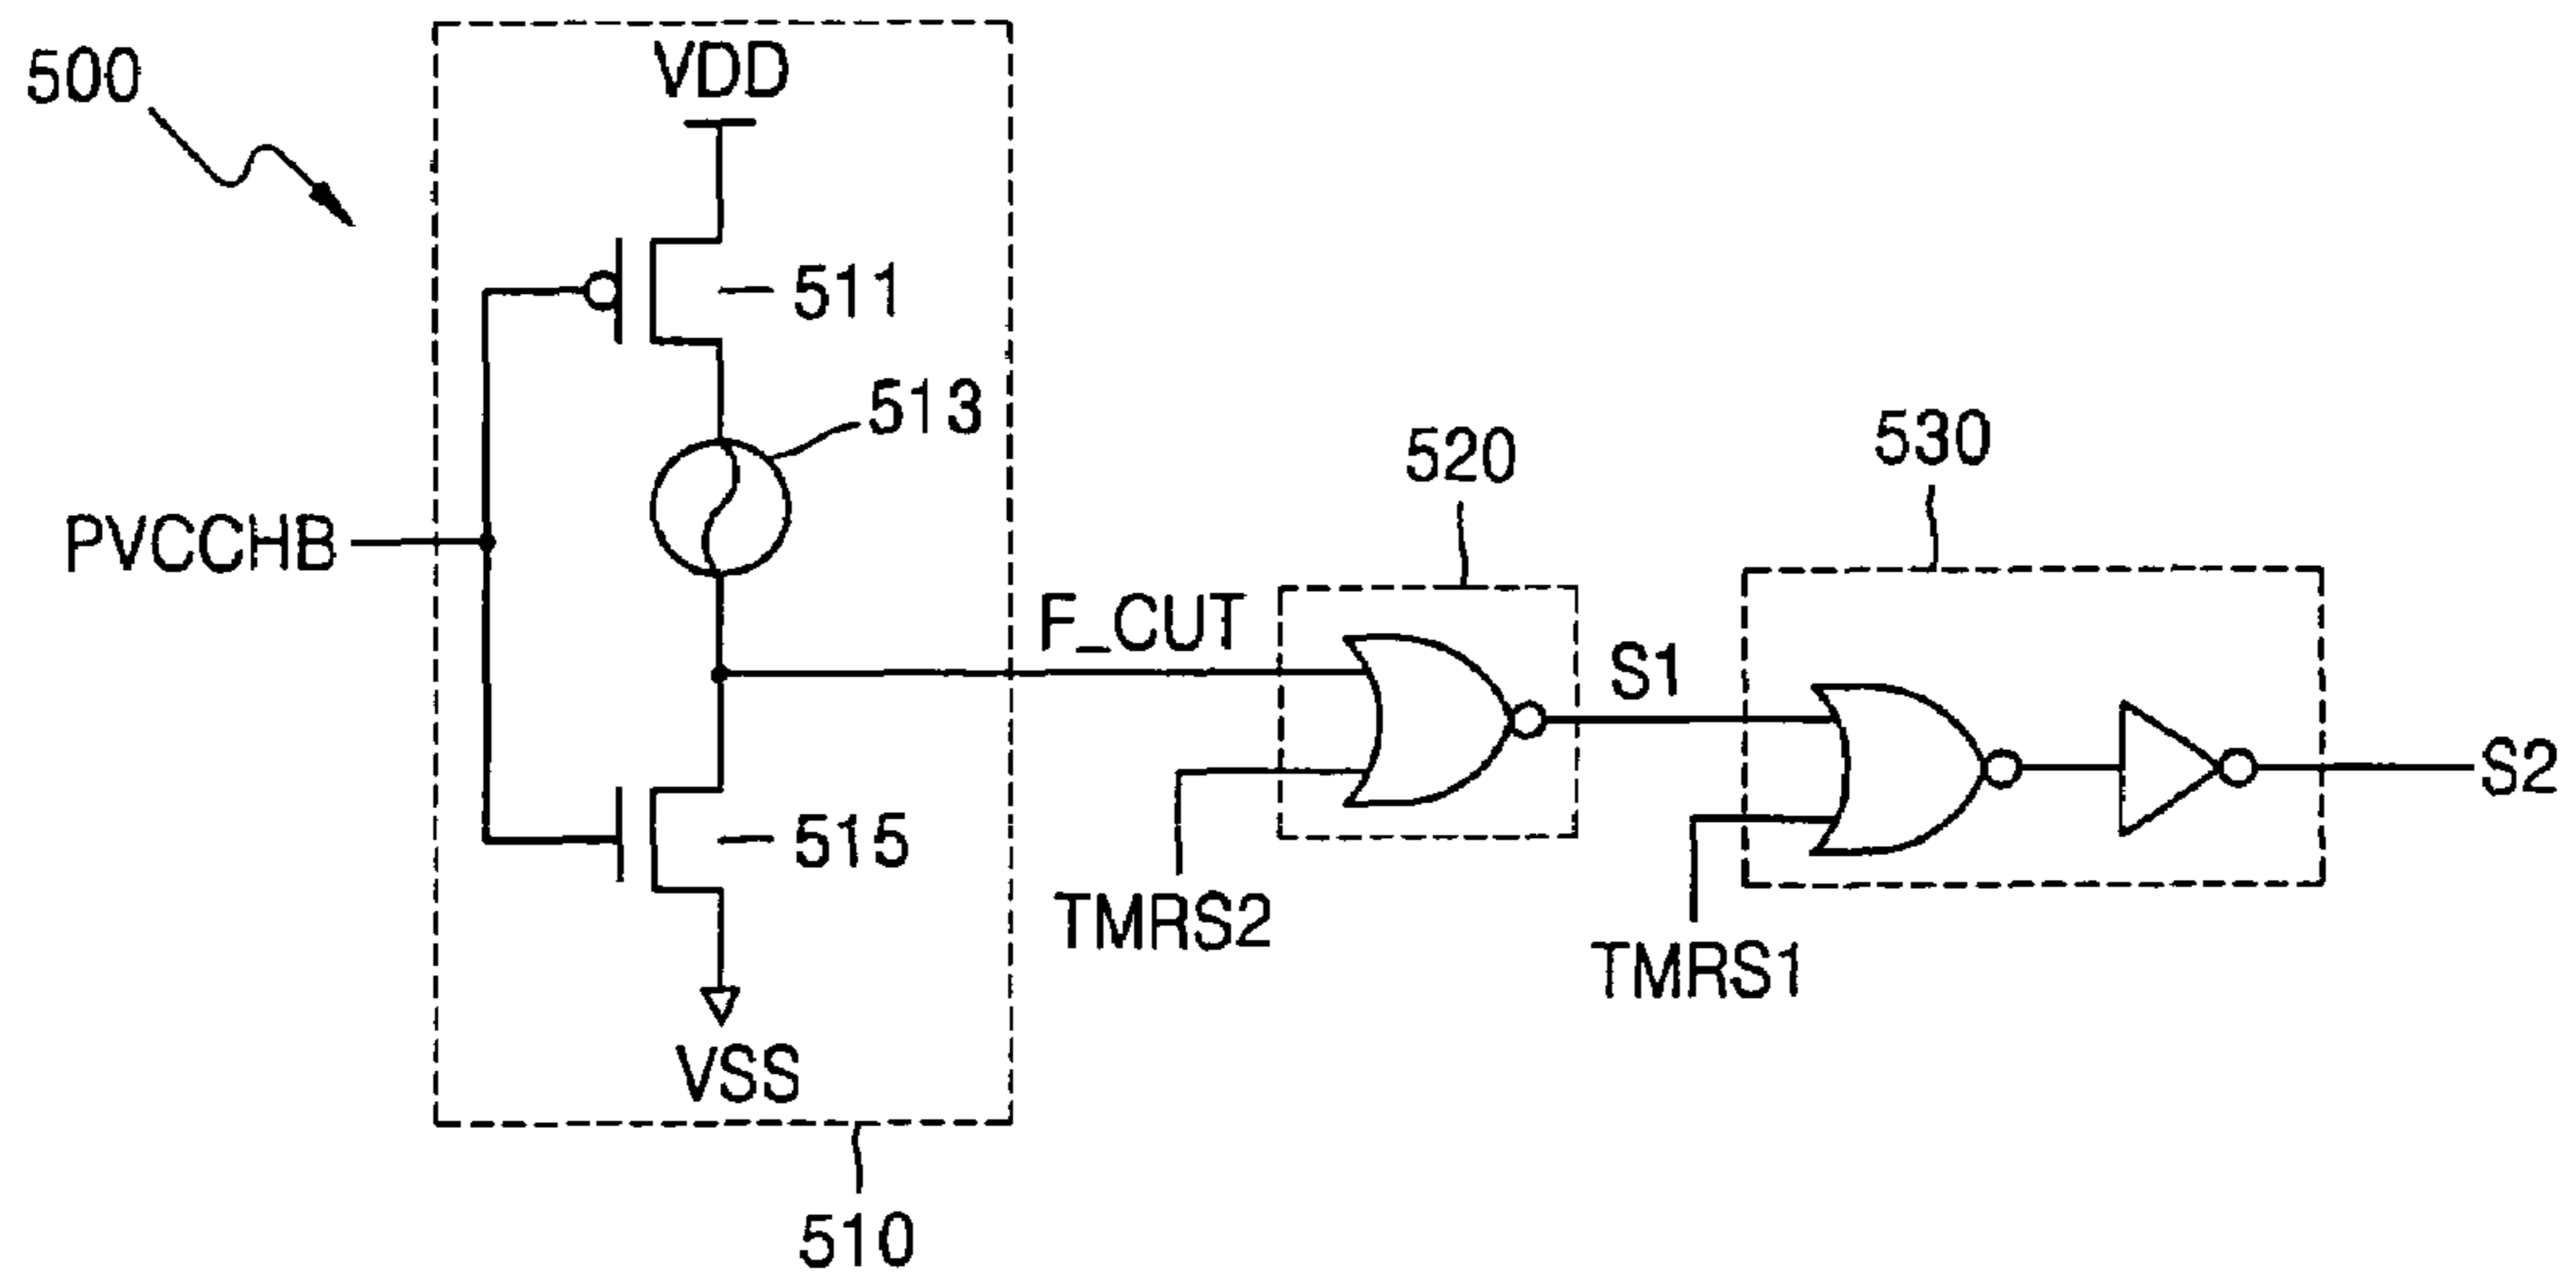 500
VDD
511
513
PVCCHB
F_CUT
520
S1
530
S2
515
TMRS2
TMRS1
VSS
510